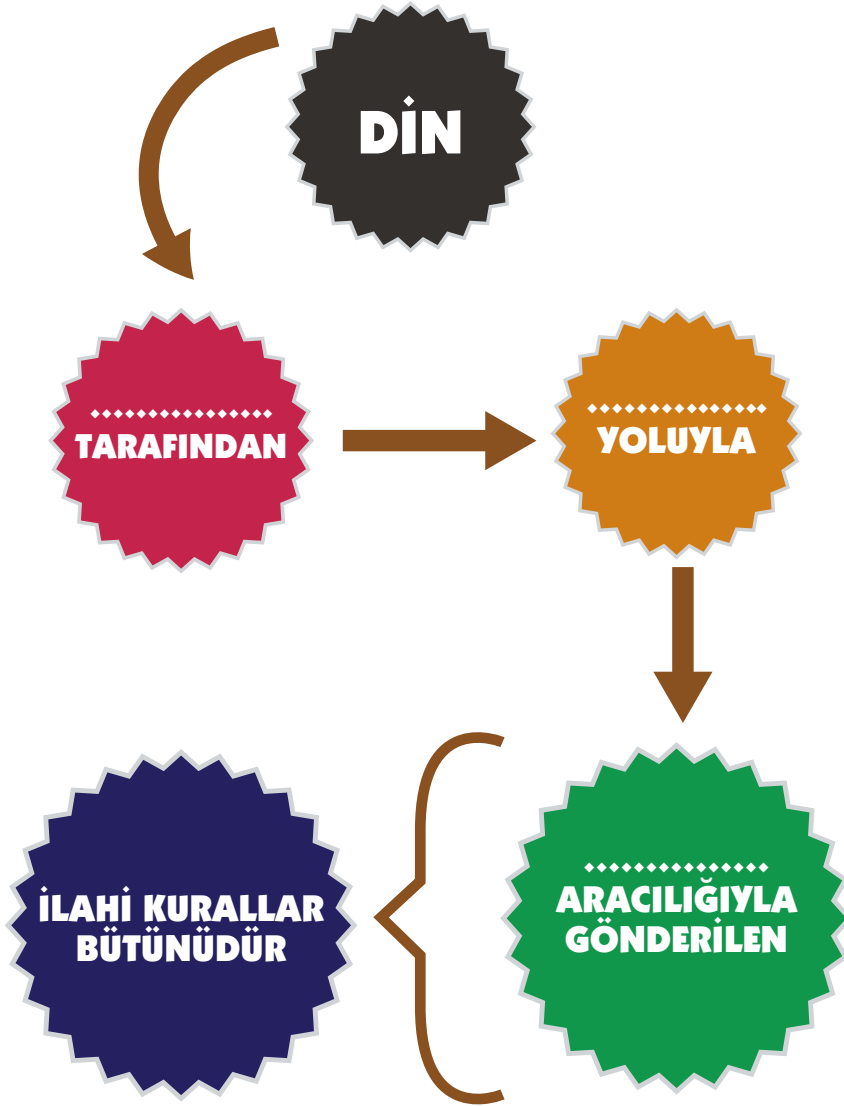 DİN
TARAFINDAN
YOLUYLA
ARACILIĞIYLA
GÖNDERİLEN
İLAHİ KURALLAR
BÜTÜNÜDÜR